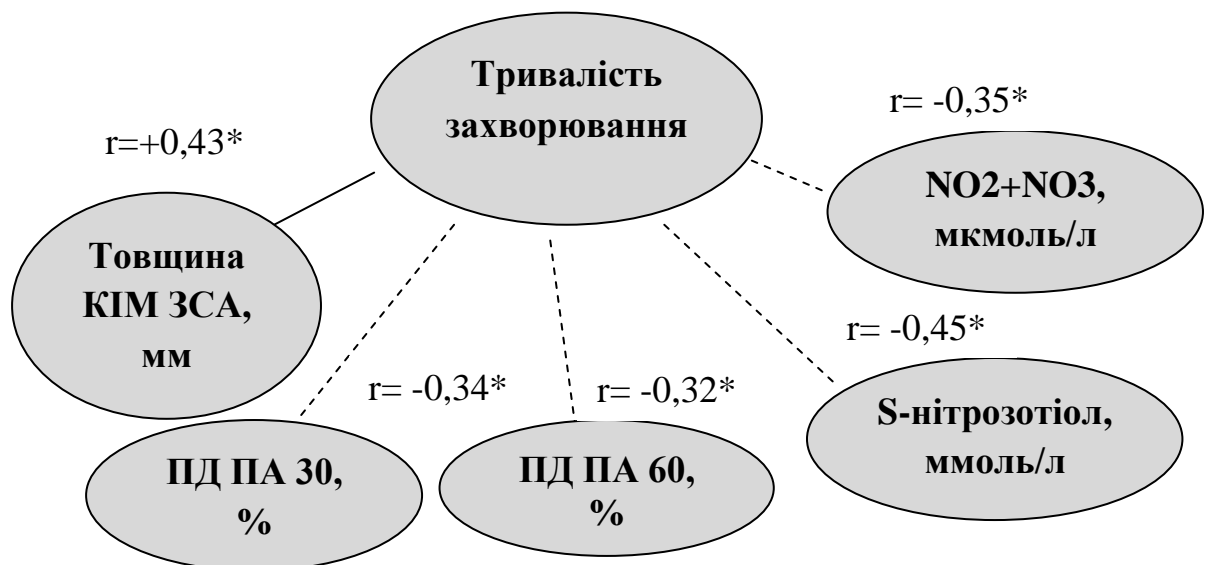 Тривалість
захворювання
r= -0,35*
r=+0,43*
NO2+NO3,
мкмоль/л
Товщина
КІМ ЗСА,
мм
r= -0,45*
r= -0,34*
r= -0,32*
S-нітрозотіол,
ммоль/л
ПД ПА 30,
%
ПД ПА 60,
%